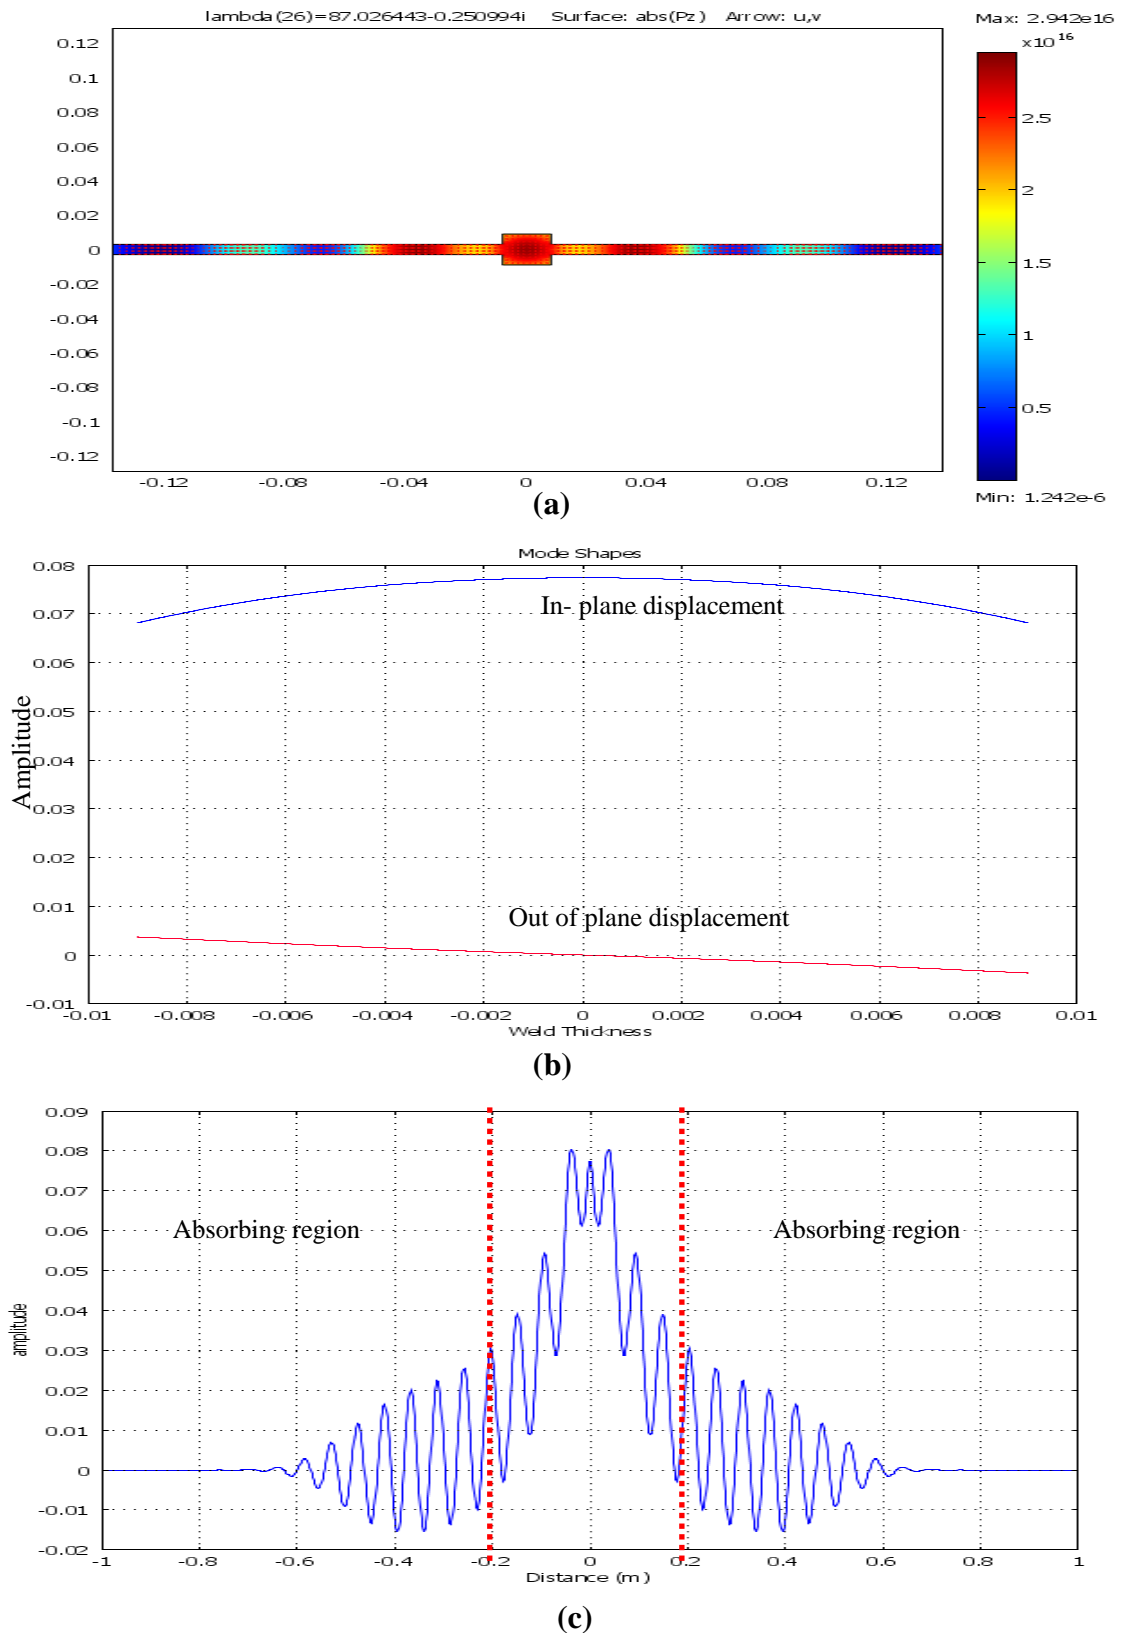 lambda(26)=87.026443-0.250994i Surface: abs(Pz) Arrow: u,v
Max: 2.942e16
x10^16
0.12
0.1
0.08
0.06
0.04
0.02
0
-0.02
-0.04
-0.06
-0.08
-0.1
-0.12
2.5
2
1.5
1
0.5
-0.12 -0.08 -0.04 0 0.04 0.08 0.12
Min: 1.242e-6
(a)
Mode Shapes
0.08
0.07
0.06
0.05
0.04
0.03
0.02
0.01
0
-0.01
Amplitude
In- plane displacement
Out of plane displacement
-0.01 -0.008 -0.006 -0.004 -0.002 0 0.002 0.004 0.006 0.008 0.01
Weld Thickness
(b)
0.09
0.08
0.07
0.06
0.05
0.04
0.03
0.02
0.01
0
-0.01
-0.02
amplitude
Absorbing region
Absorbing region
-1 -0.8 -0.6 -0.4 -0.2 0 0.2 0.4 0.6 0.8 1
Distance (m)
(c)